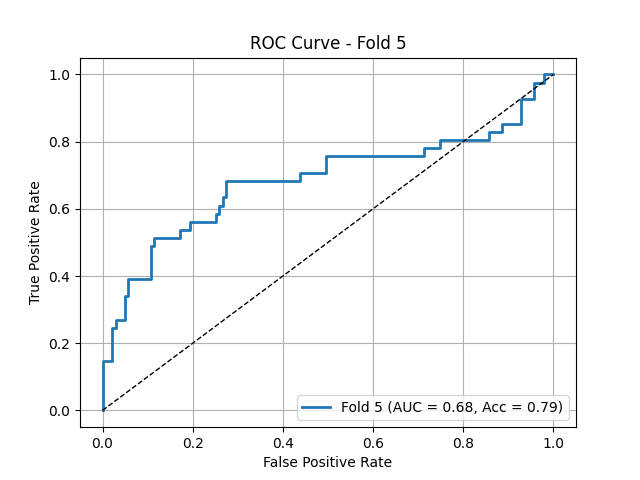 ROC Curve - Fold 5
True Positive Rate
1.0
0.8
0.6
0.4
0.2
0.0
Fold 5 (AUC = 0.68, Acc = 0.79)
0.0 0.2 0.4 0.6 0.8 1.0
False Positive Rate